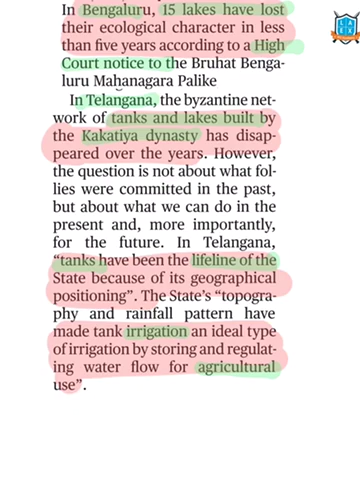 In Bengaluru, 15 lakes have lost
their ecological character in less
than five years according to a High
Court notice to the Bruhat Benga-
luru Mahanagara Palike
In Telangana, the byzantine net-
work of tanks and lakes built by
the Kakatiya dynasty has disap-
peared over the years. However,
the question is not about what fol-
lies were committed in the past,
but about what we can do in the
present and, more importantly,
for the future. In Telangana,
“tanks have been the lifeline of the
State because of its geographical
positioning”. The State’s “topogra-
phy and rainfall pattern have
made tank irrigation an ideal type
of irrigation by storing and regulat-
ing water flow for agricultural
use”.